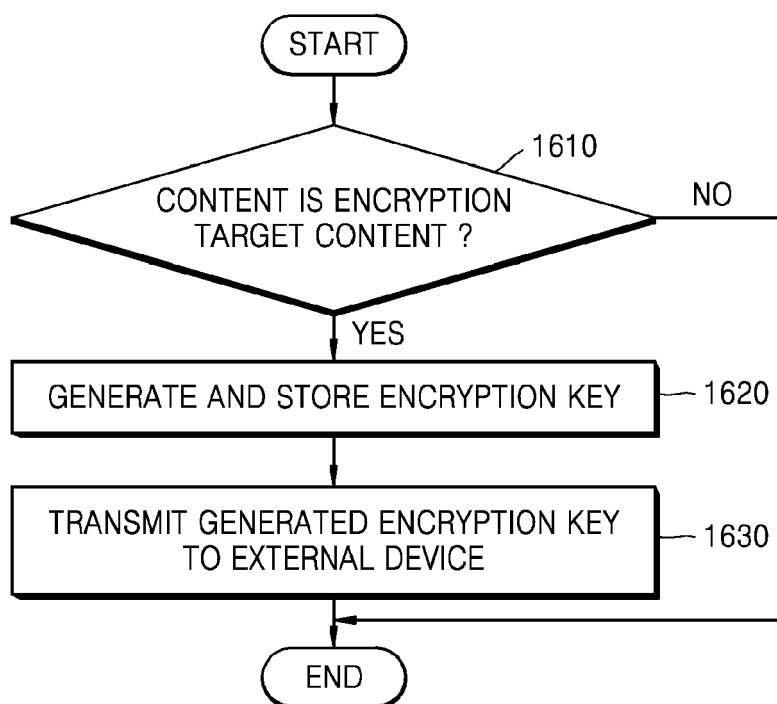 START
1610
CONTENT IS ENCRYPTION
TARGET CONTENT ?
NO
YES
GENERATE AND STORE ENCRYPTION KEY
1620
TRANSMIT GENERATED ENCRYPTION KEY
TO EXTERNAL DEVICE
1630
END